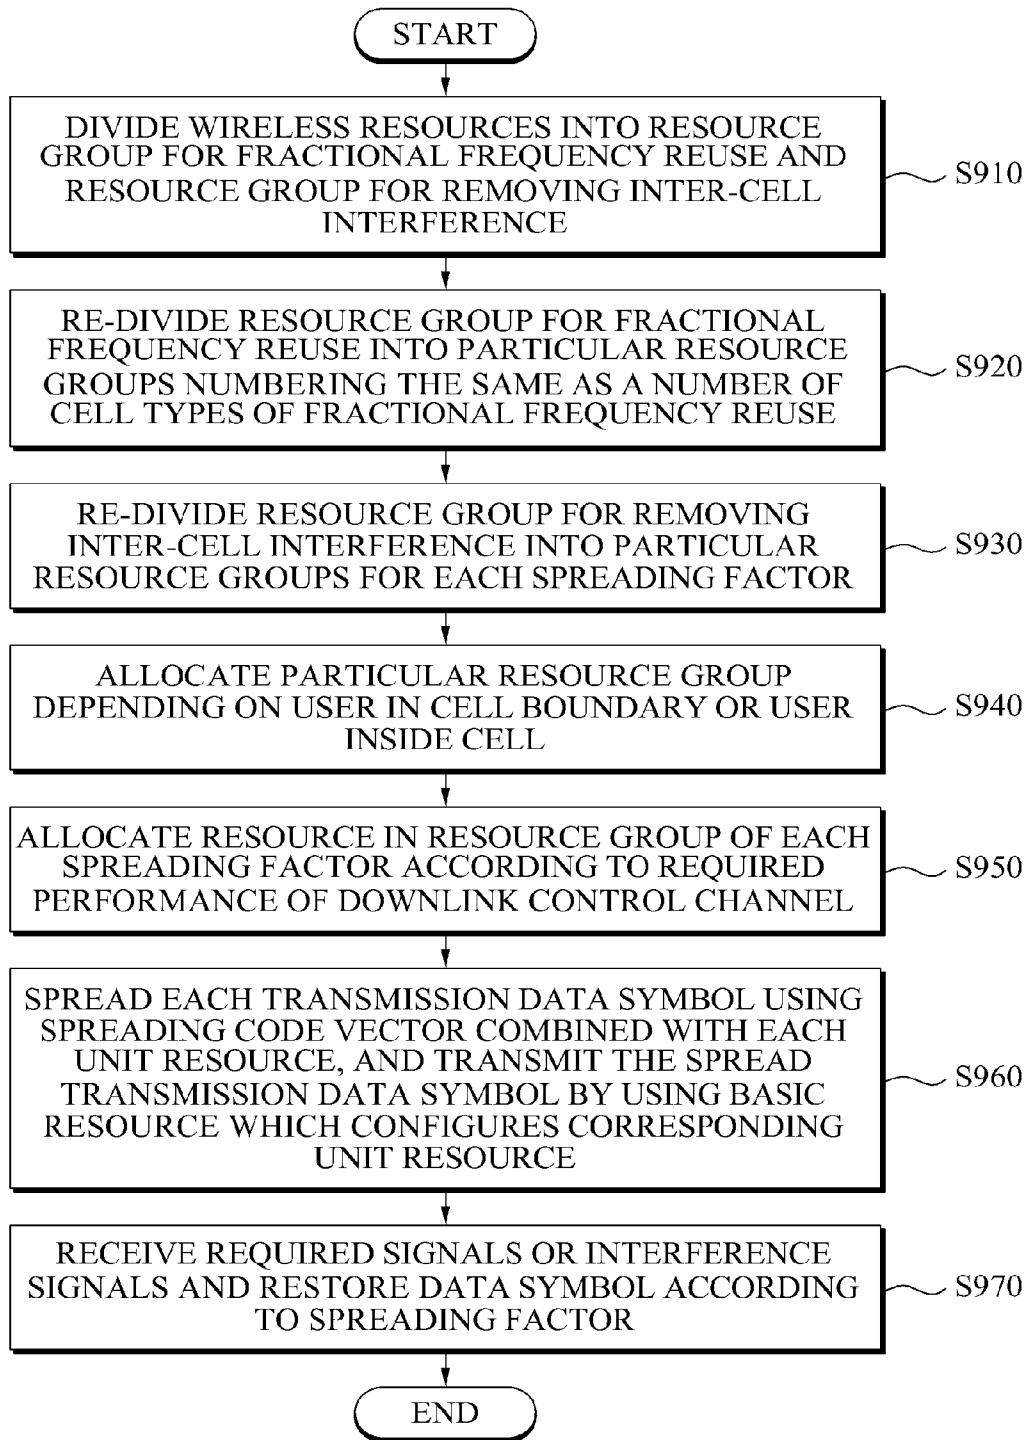 START
DIVIDE WIRELESS RESOURCES INTO RESOURCE
GROUP FOR FRACTIONAL FREQUENCY REUSE AND
RESOURCE GROUP FOR REMOVING INTER-CELL
INTERFERENCE
S910
RE-DIVIDE RESOURCE GROUP FOR FRACTIONAL
FREQUENCY REUSE INTO PARTICULAR RESOURCE
GROUPS NUMBERING THE SAME AS A NUMBER OF
CELL TYPES OF FRACTIONAL FREQUENCY REUSE
S920
RE-DIVIDE RESOURCE GROUP FOR REMOVING
INTER-CELL INTERFERENCE INTO PARTICULAR
RESOURCE GROUPS FOR EACH SPREADING FACTOR
S930
ALLOCATE PARTICULAR RESOURCE GROUP
DEPENDING ON USER IN CELL BOUNDARY OR USER
INSIDE CELL
S940
ALLOCATE RESOURCE IN RESOURCE GROUP OF EACH
SPREADING FACTOR ACCORDING TO REQUIRED
PERFORMANCE OF DOWNLINK CONTROL CHANNEL
S950
SPREAD EACH TRANSMISSION DATA SYMBOL USING
SPREADING CODE VECTOR COMBINED WITH EACH
UNIT RESOURCE, AND TRANSMIT THE SPREAD
TRANSMISSION DATA SYMBOL BY USING BASIC
RESOURCE WHICH CONFIGURES CORRESPONDING
UNIT RESOURCE
S960
RECEIVE REQUIRED SIGNALS OR INTERFERENCE
SIGNALS AND RESTORE DATA SYMBOL ACCORDING
TO SPREADING FACTOR
S970
END